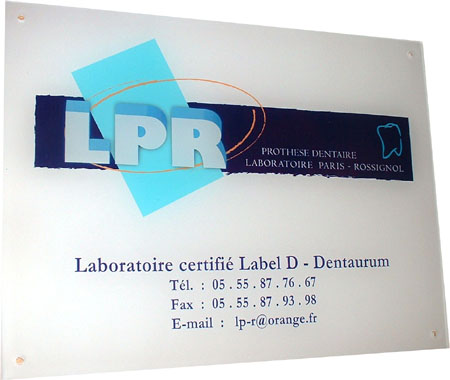 LPR
PROTHESE DENTAIRE
LABORATOIRE PARIS - ROSSIGNOL
Laboratoire certifié Label D - Dentaurum
Tél. : 05 . 55 . 87 . 76 . 67
Fax : 05 . 55 . 87 . 93 . 98
E-mail : lp-r@orange.fr